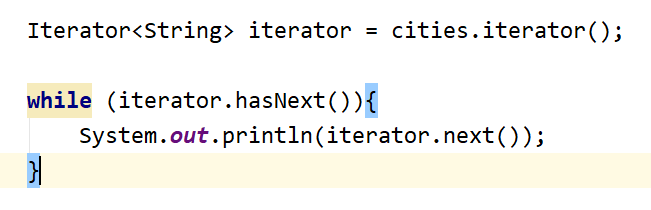 Iterator<String> iterator = cities.iterator();
while (iterator.hasNext()){
System.out.println(iterator.next());
}